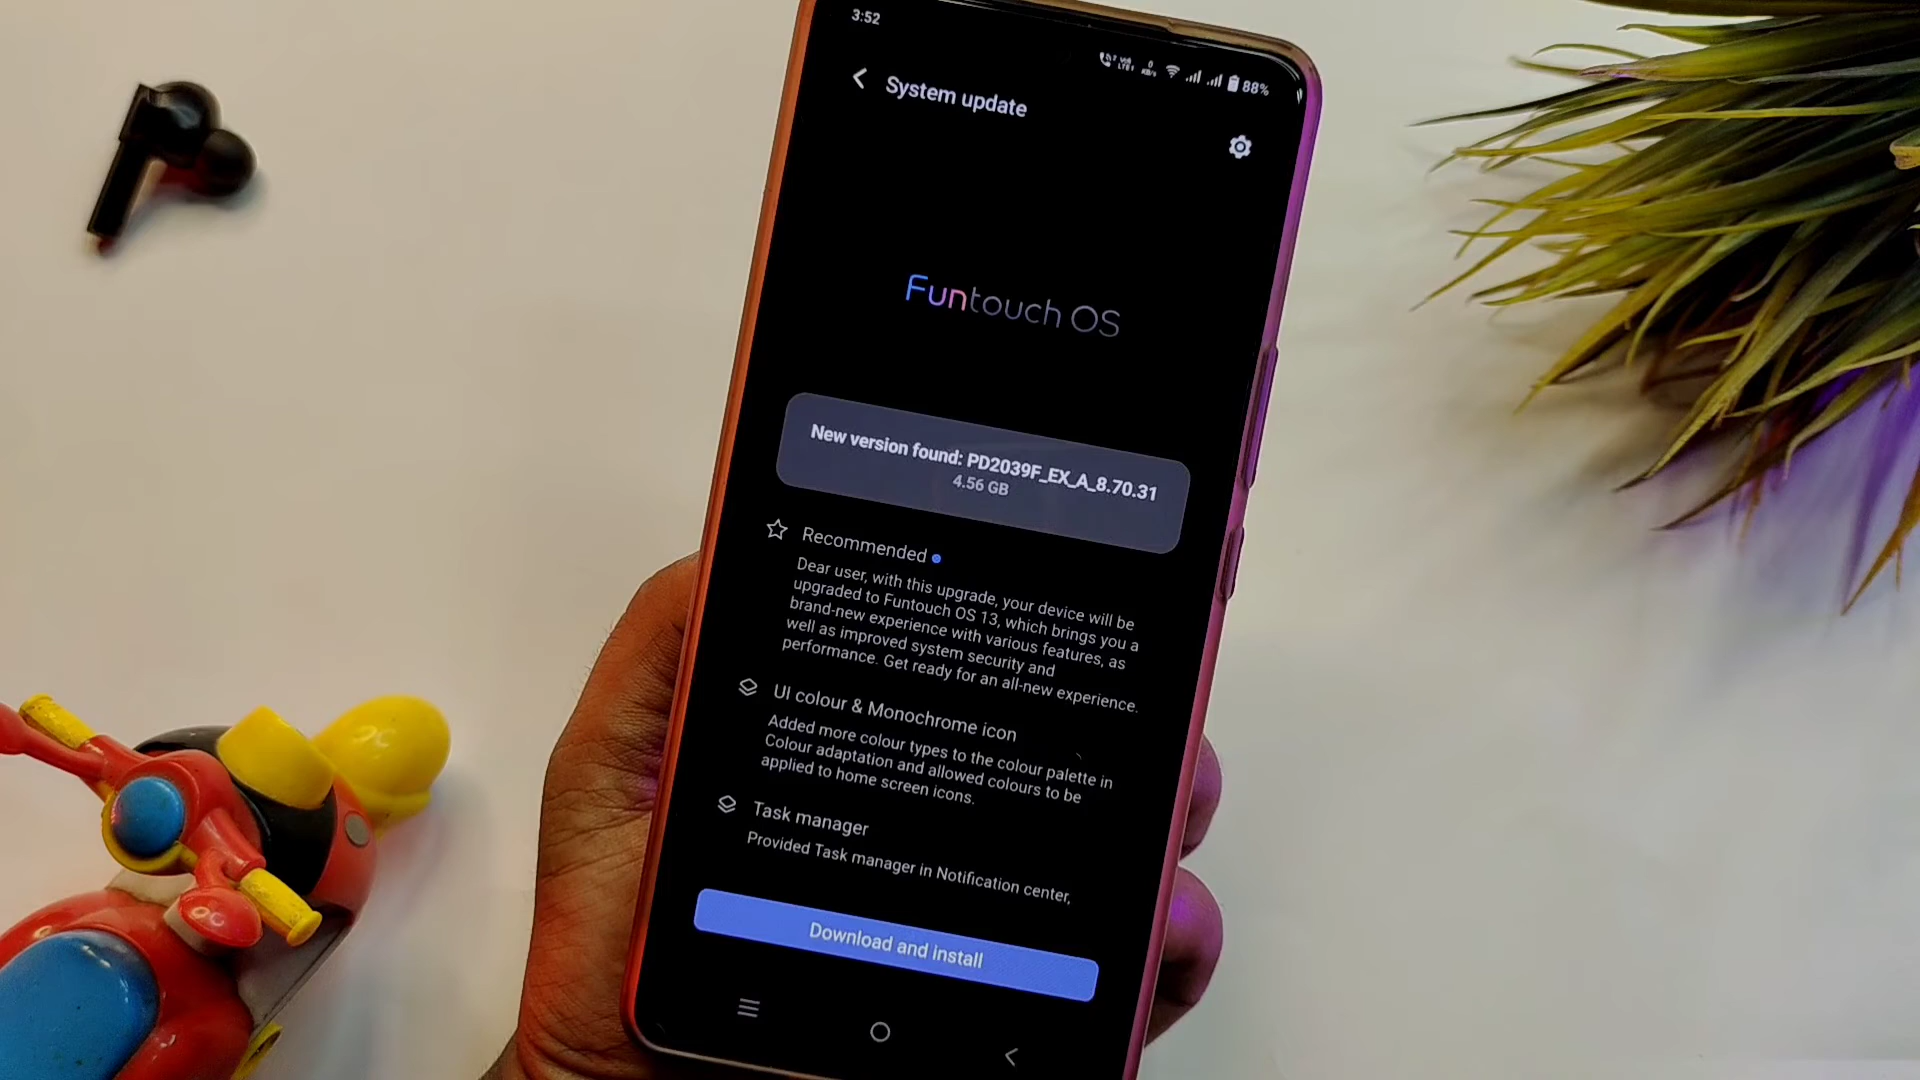 3:52
88%
System update
Funtouch OS
New version found: PD2039F_EX_A_8.70.31
4.56 GB
Recommended
Dear user, with this upgrade, your device will be
upgraded to Funtouch OS 13, which brings you a
brand-new experience with various features, as
well as improved system security and
performance. Get ready for an all-new experience.
UI colour & Monochrome icon
Added more colour types to the colour palette in
Colour adaptation and allowed colours to be
applied to home screen icons.
Task manager
Provided Task manager in Notification center,
Download and install